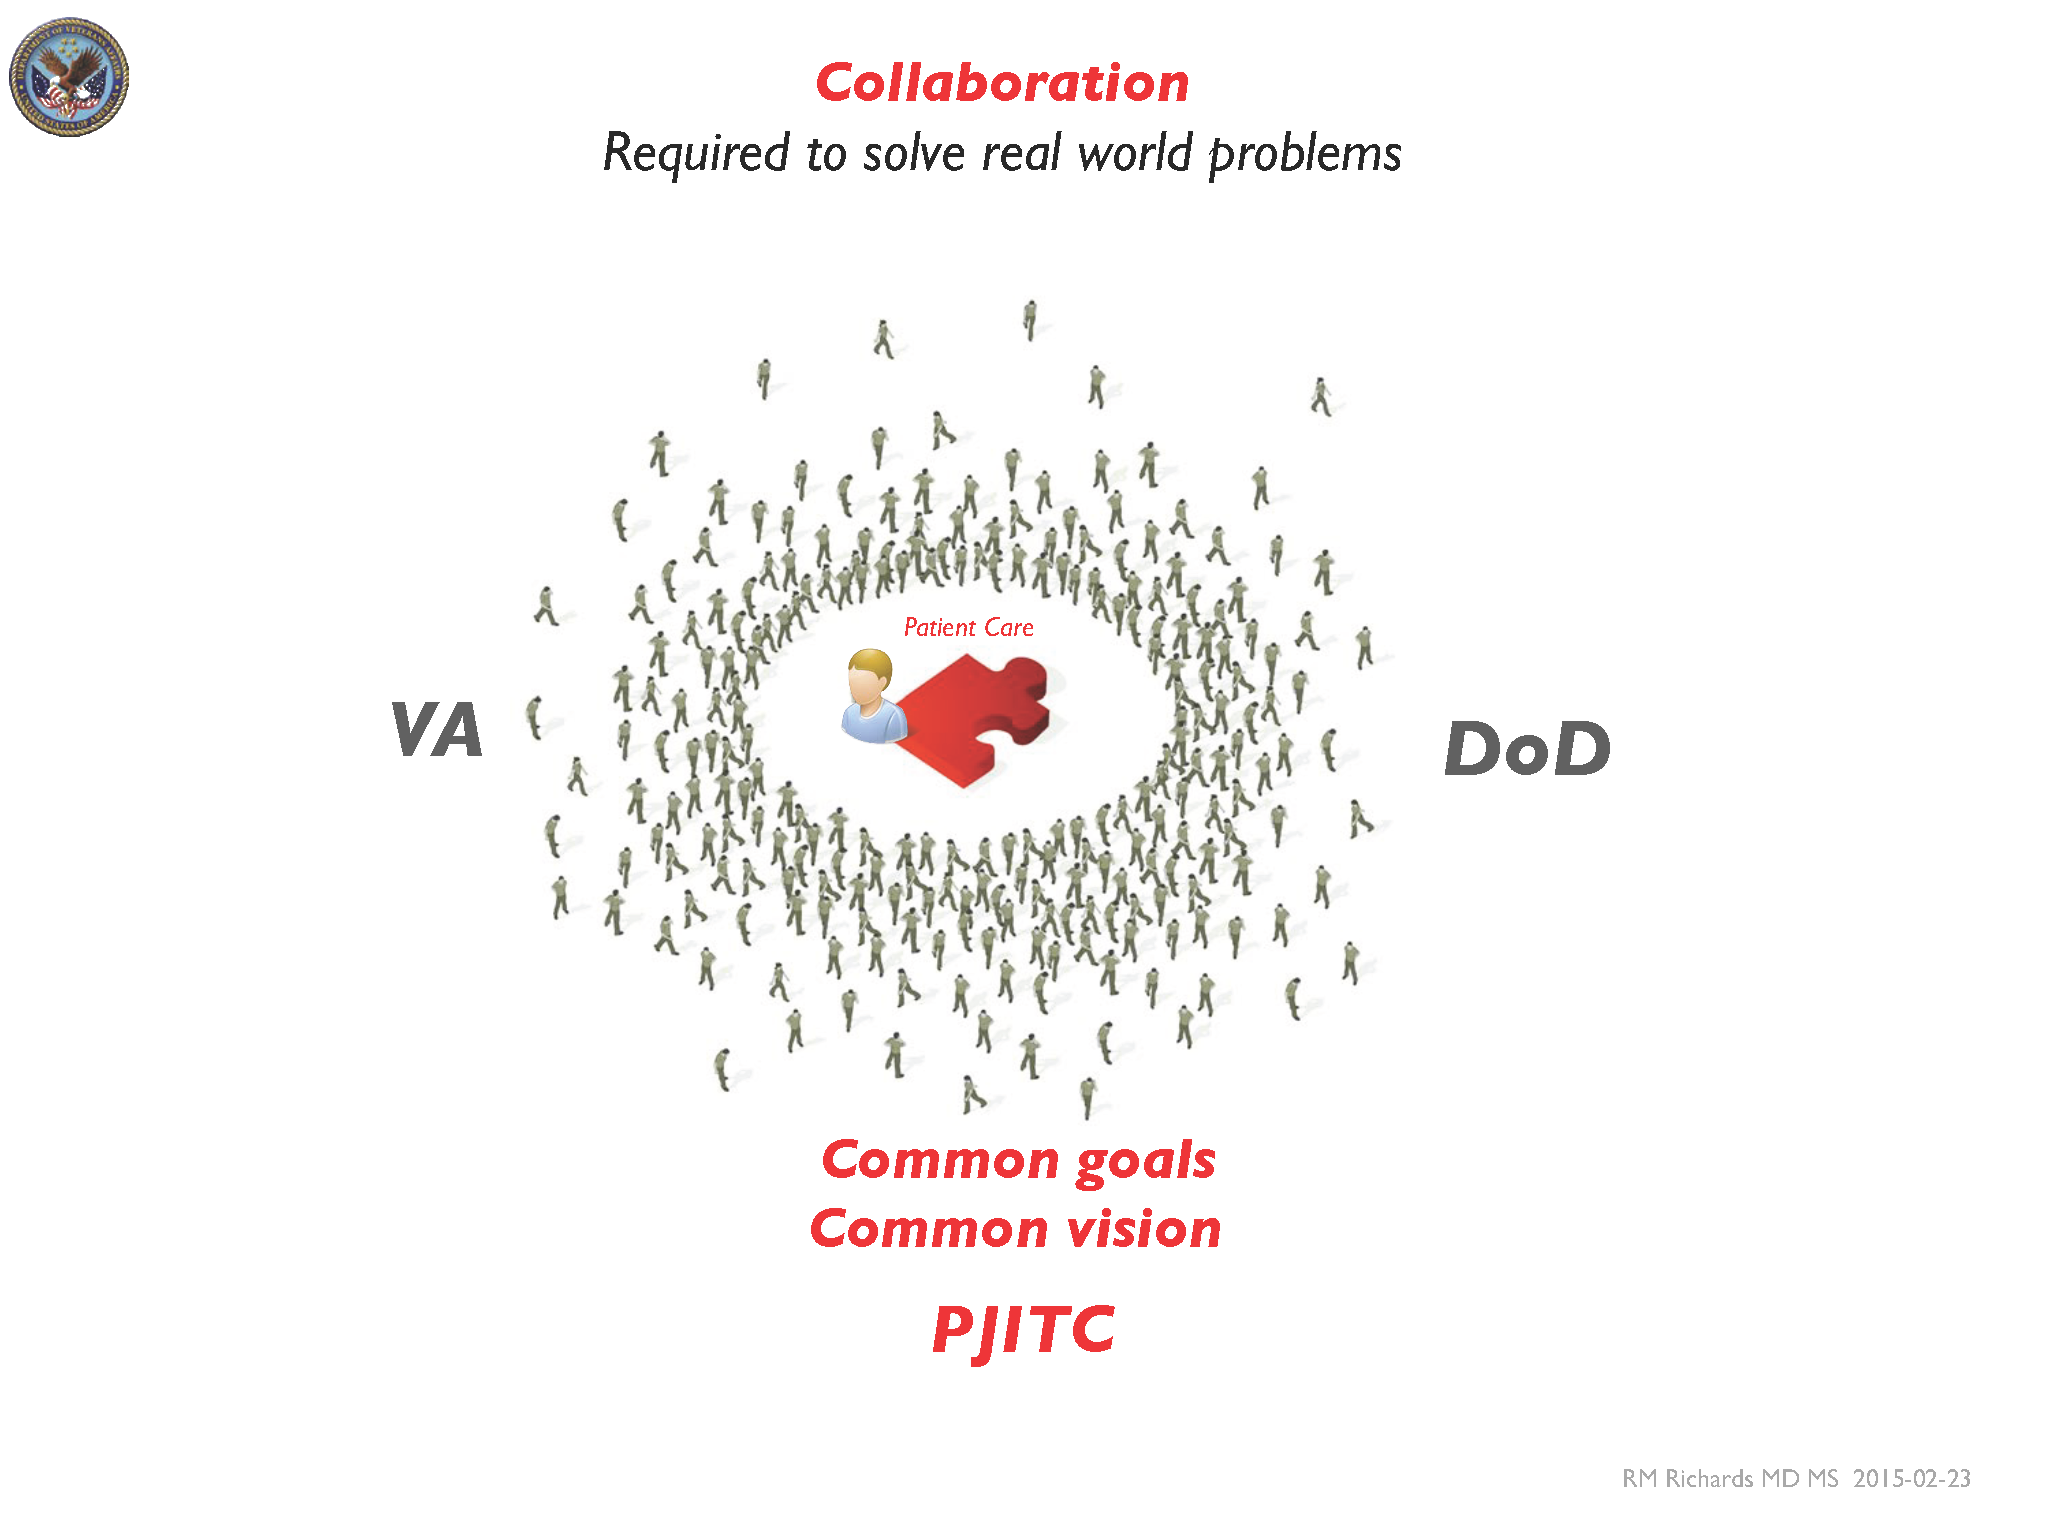 DEPARTMENT OF VETERANS AFFAIRS
UNITED STATES OF AMERICA
Collaboration
Required to solve real world problems
Patient Care
VA
DoD
Common goals
Common vision
PJITC
RM Richards MD MS 2015-02-23